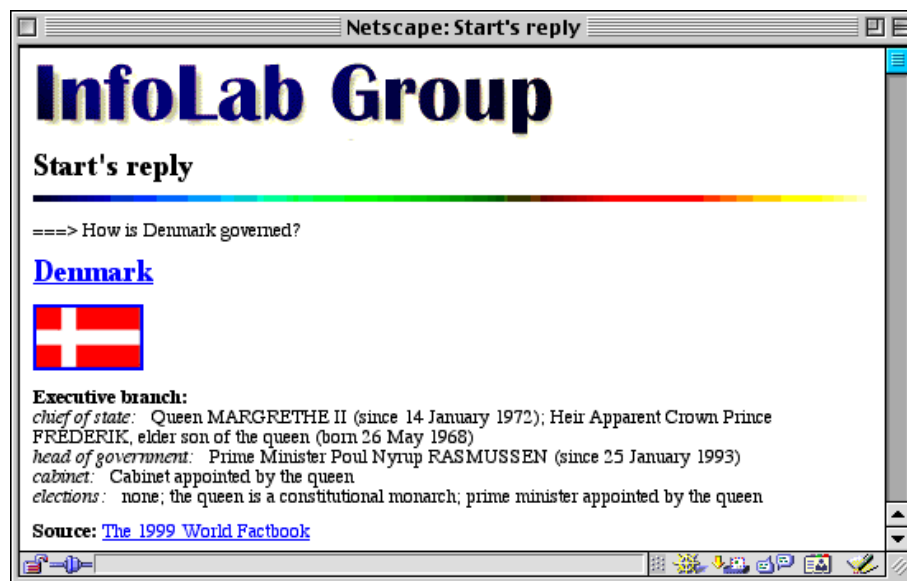 Netscape: Start's reply
InfoLab Group
Start's reply
===> How is Denmark governed?
Denmark
Executive branch:
chief of state: Queen MARGRETHE II (since 14 January 1972); Heir Apparent Crown Prince
FREDERIK, elder son of the queen (born 26 May 1968)
head of government: Prime Minister Poul Nyrup RASMUSSEN (since 25 January 1993)
cabinet: Cabinet appointed by the queen
elections: none; the queen is a constitutional monarch; prime minister appointed by the queen
Source: The 1999 World Factbook